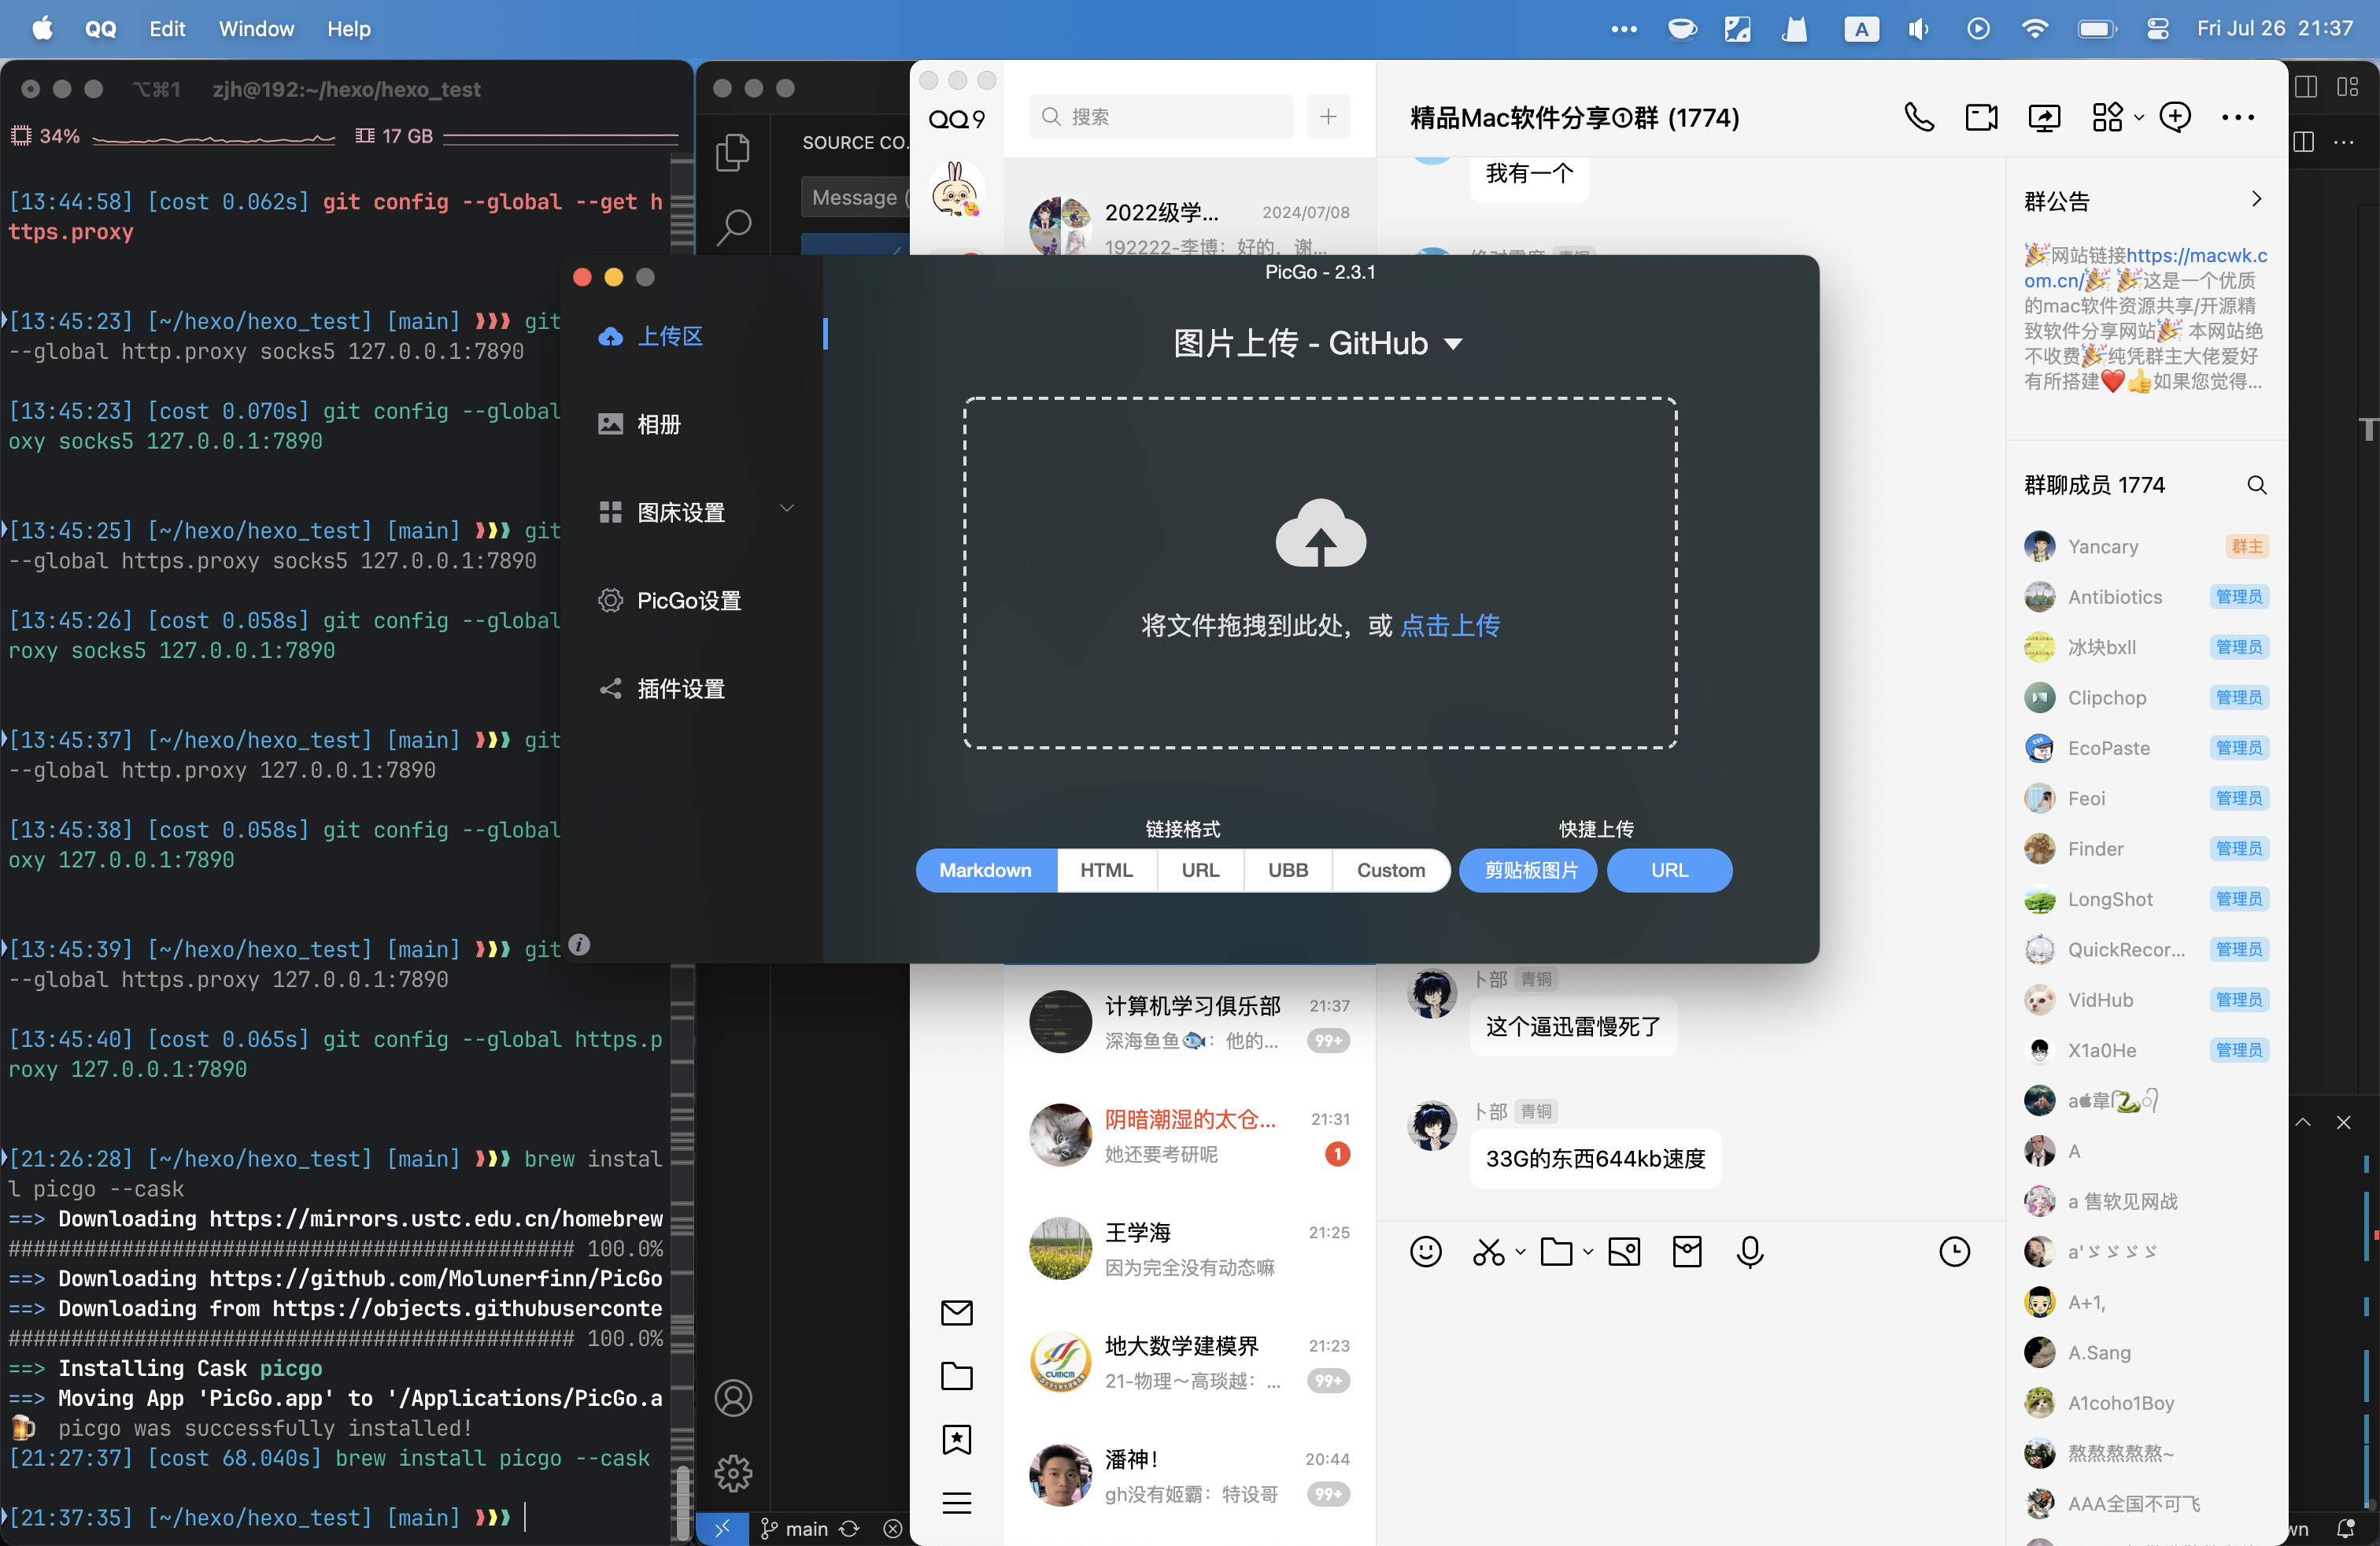 QQ Edit Window Help
A
Fri Jul 26 21:37
⌥⌘1 zjh@192:~/hexo/hexo_test
34% 17 GB
[13:44:58] [cost 0.062s] git config --global --get h
ttps.proxy
[13:45:23] [~/hexo/hexo_test] [main] ❱❱❱ git
--global http.proxy socks5 127.0.0.1:7890
[13:45:23] [cost 0.070s] git config --global
oxy socks5 127.0.0.1:7890
[13:45:25] [~/hexo/hexo_test] [main] ❱❱❱ git
--global https.proxy socks5 127.0.0.1:7890
[13:45:26] [cost 0.058s] git config --global
roxy socks5 127.0.0.1:7890
[13:45:37] [~/hexo/hexo_test] [main] ❱❱❱ git
--global http.proxy 127.0.0.1:7890
[13:45:38] [cost 0.058s] git config --global
oxy 127.0.0.1:7890
[13:45:39] [~/hexo/hexo_test] [main] ❱❱❱ git
--global https.proxy 127.0.0.1:7890
[13:45:40] [cost 0.065s] git config --global https.p
roxy 127.0.0.1:7890
[21:26:28] [~/hexo/hexo_test] [main] ❱❱❱ brew instal
l picgo --cask
==> Downloading https://mirrors.ustc.edu.cn/homebrew
############################################# 100.0%
==> Downloading https://github.com/Molunerfinn/PicGo
==> Downloading from https://objects.githubuserconte
############################################# 100.0%
==> Installing Cask picgo
==> Moving App 'PicGo.app' to '/Applications/PicGo.a
🍺 picgo was successfully installed!
[21:27:37] [cost 68.040s] brew install picgo --cask
[21:37:35] [~/hexo/hexo_test] [main] ❱❱❱
SOURCE CO...
Message (
main
PicGo - 2.3.1
上传区
相册
图床设置
PicGo设置
插件设置
图片上传 - GitHub
将文件拖拽到此处，或 点击上传
链接格式
快捷上传
Markdown HTML URL UBB Custom 剪贴板图片 URL
QQ9
搜索
2022级学... 2024/07/08
192222-李博：好的，谢...
计算机学习俱乐部 21:37
深海鱼鱼🐟：他的... 99+
阴暗潮湿的太仓... 21:31
她还要考研呢 1
王学海 21:25
因为完全没有动态嘛
地大数学建模界 21:23
21-物理～高琰越：... 99+
CUMCM
潘神！ 20:44
gh没有姬霸：特设哥 99+
精品Mac软件分享①群 (1774)
我有一个
卜部 青铜
这个逼迅雷慢死了
卜部 青铜
33G的东西644kb速度
群公告
🎉网站链接https://macwk.c
om.cn/🎉 🎉这是一个优质
的mac软件资源共享/开源精
致软件分享网站🎉 本网站绝
不收费🎉纯凭群主大佬爱好
有所搭建❤️👍如果您觉得...
群聊成员 1774
Yancary 群主
Antibiotics 管理员
冰块bxll 管理员
Clipchop 管理员
EcoPaste 管理员
Feoi 管理员
Finder 管理员
LongShot 管理员
QuickRecor... 管理员
VidHub 管理员
X1a0He 管理员
A
a 售软见网战
a'ゞゞゞゞ
A+1,
A.Sang
A1coho1Boy
熬熬熬熬熬~
AAA全国不可飞
wn